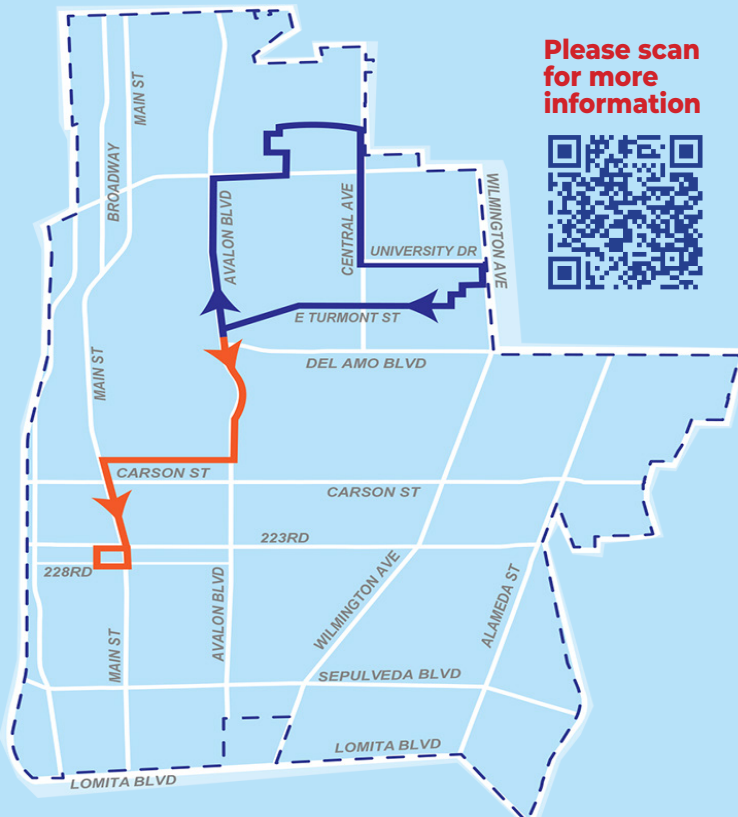 Please scan
for more
information
MAIN ST
BROADWAY
AVALON BLVD
CENTRAL AVE
WILMINGTON AVE
UNIVERSITY DR
E TURMONT ST
DEL AMO BLVD
MAIN ST
CARSON ST
CARSON ST
223RD
228RD
AVALON BLVD
WILMINGTON AVE
ALAMEDA ST
MAIN ST
SEPULVEDA BLVD
LOMITA BLVD
LOMITA BLVD